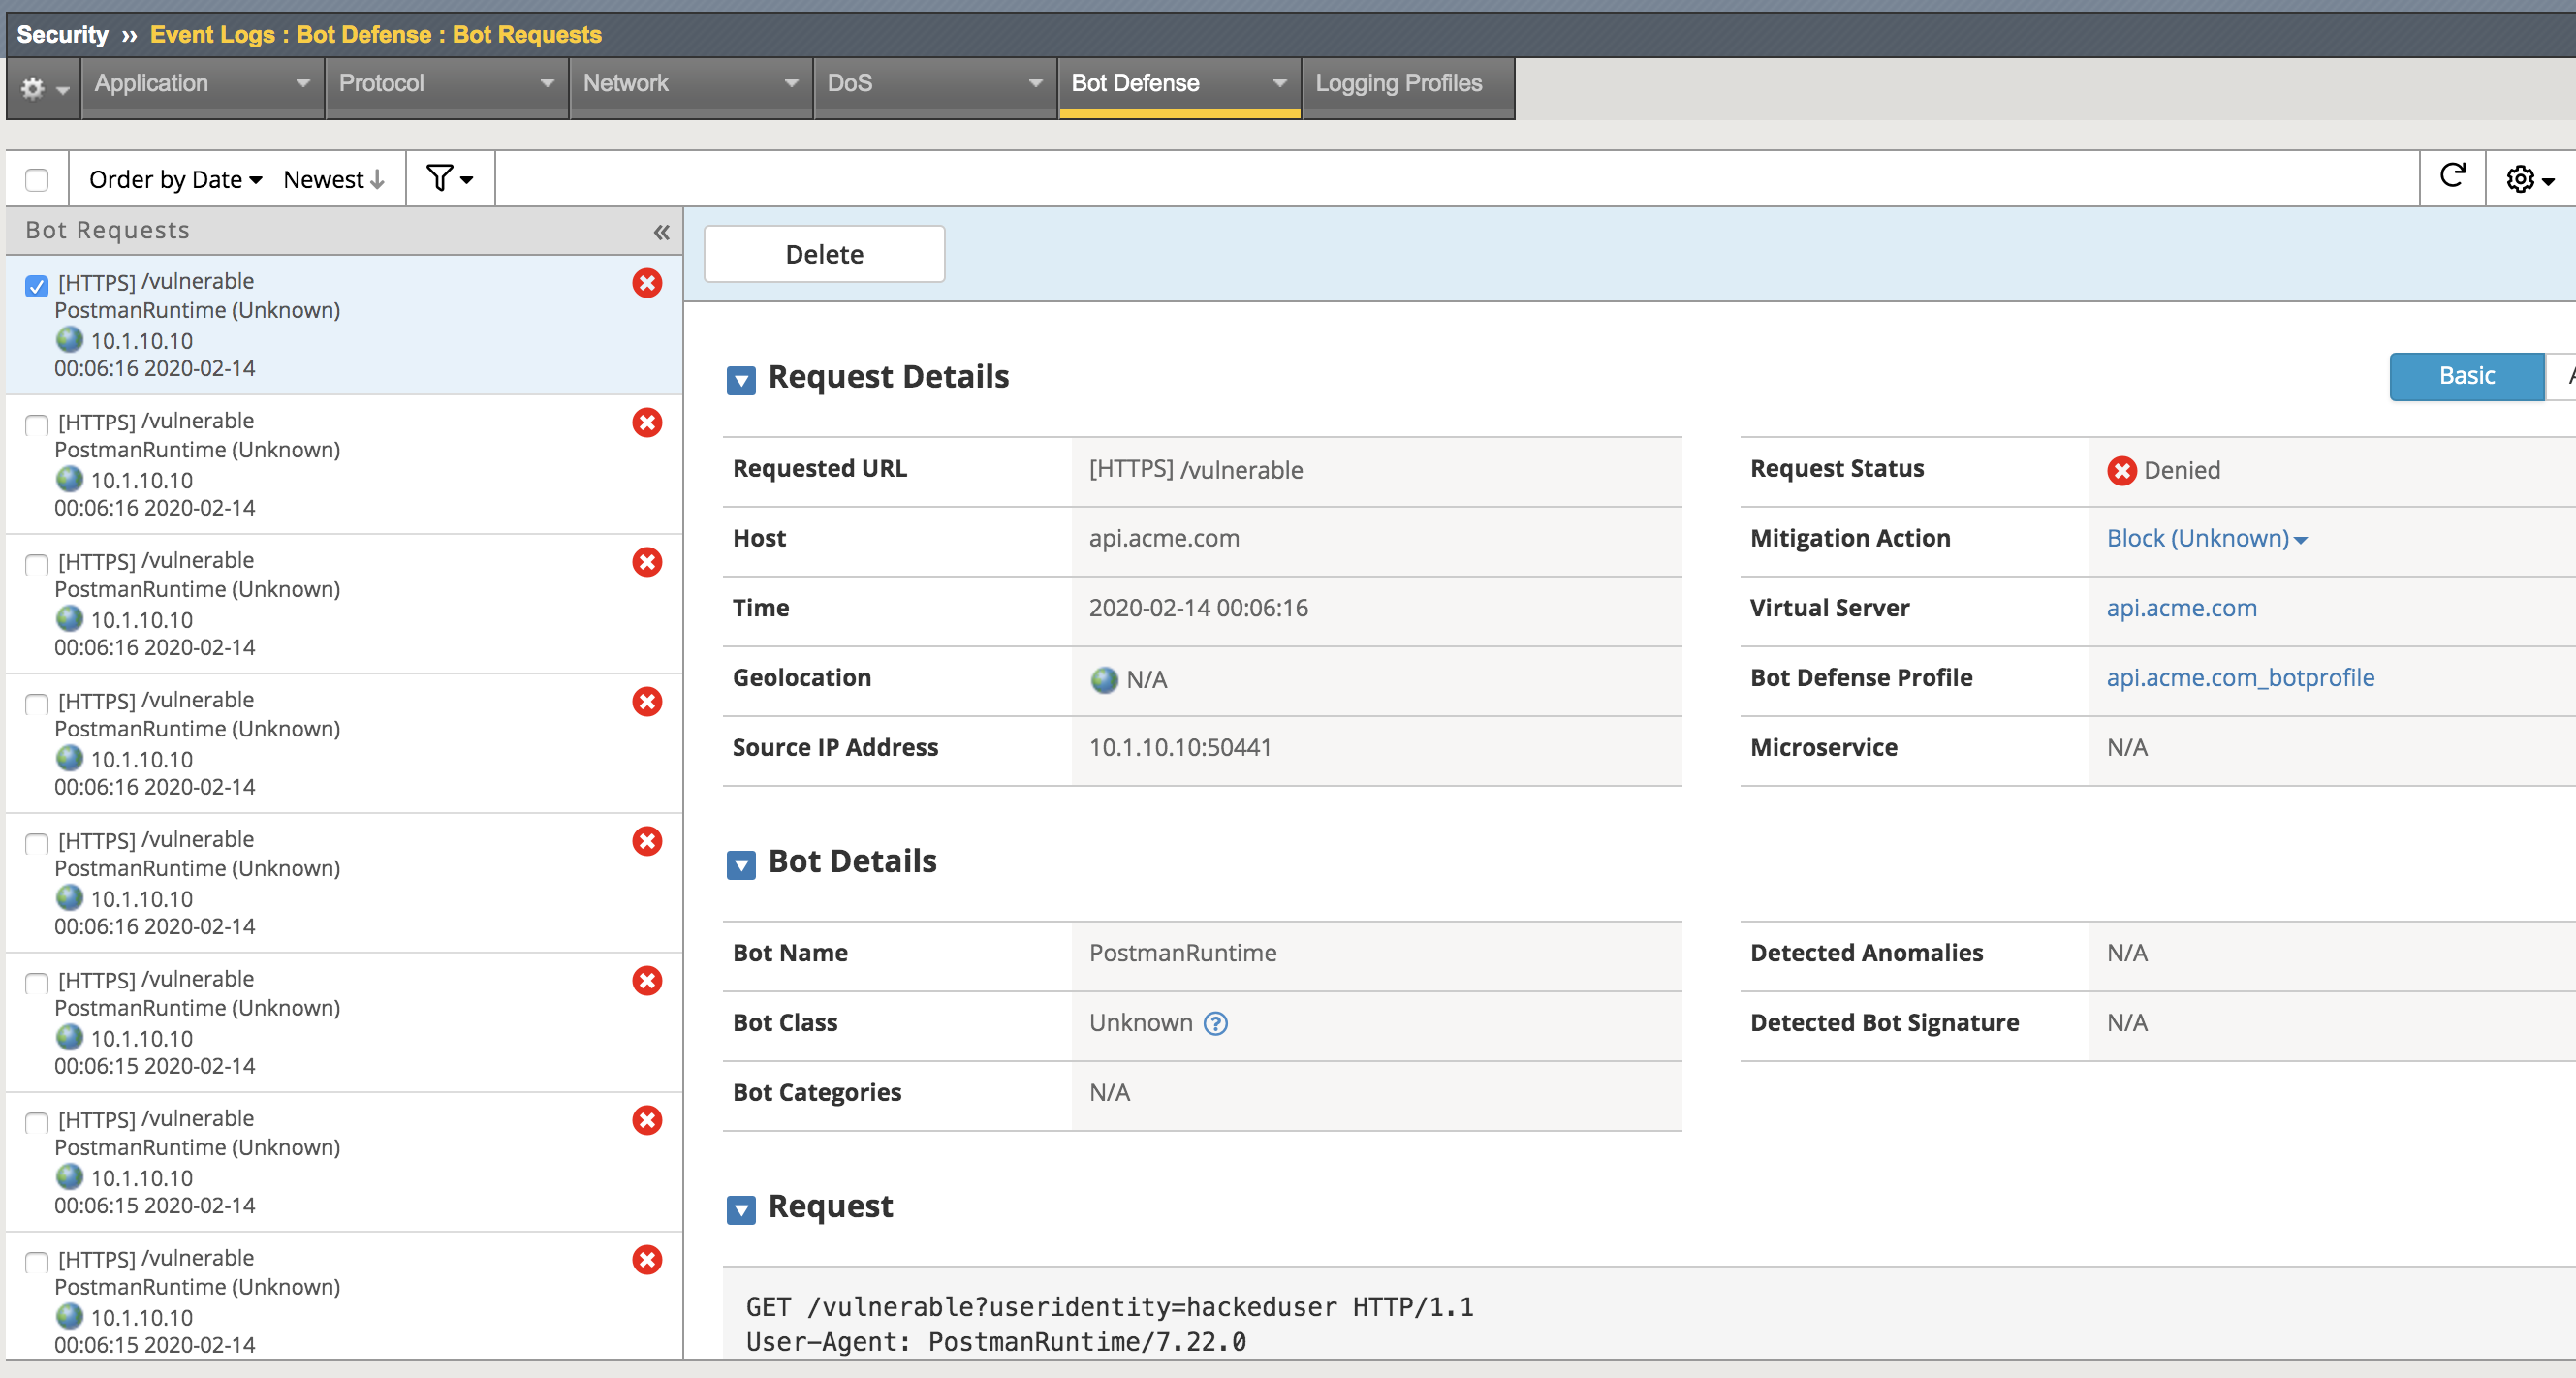 Security ›› Event Logs : Bot Defense : Bot Requests
Application Protocol Network DoS Bot Defense Logging Profiles
Order by Date Newest
Bot Requests «
[HTTPS] /vulnerable
PostmanRuntime (Unknown)
10.1.10.10
00:06:16 2020-02-14
[HTTPS] /vulnerable
PostmanRuntime (Unknown)
10.1.10.10
00:06:16 2020-02-14
[HTTPS] /vulnerable
PostmanRuntime (Unknown)
10.1.10.10
00:06:16 2020-02-14
[HTTPS] /vulnerable
PostmanRuntime (Unknown)
10.1.10.10
00:06:16 2020-02-14
[HTTPS] /vulnerable
PostmanRuntime (Unknown)
10.1.10.10
00:06:16 2020-02-14
[HTTPS] /vulnerable
PostmanRuntime (Unknown)
10.1.10.10
00:06:15 2020-02-14
[HTTPS] /vulnerable
PostmanRuntime (Unknown)
10.1.10.10
00:06:15 2020-02-14
[HTTPS] /vulnerable
PostmanRuntime (Unknown)
10.1.10.10
00:06:15 2020-02-14
Delete
Request Details
Basic
Requested URL [HTTPS] /vulnerable
Host api.acme.com
Time 2020-02-14 00:06:16
Geolocation N/A
Source IP Address 10.1.10.10:50441
Request Status Denied
Mitigation Action Block (Unknown)
Virtual Server api.acme.com
Bot Defense Profile api.acme.com_botprofile
Microservice N/A
Bot Details
Bot Name PostmanRuntime
Bot Class Unknown
Bot Categories N/A
Detected Anomalies N/A
Detected Bot Signature N/A
Request
GET /vulnerable?useridentity=hackeduser HTTP/1.1
User-Agent: PostmanRuntime/7.22.0